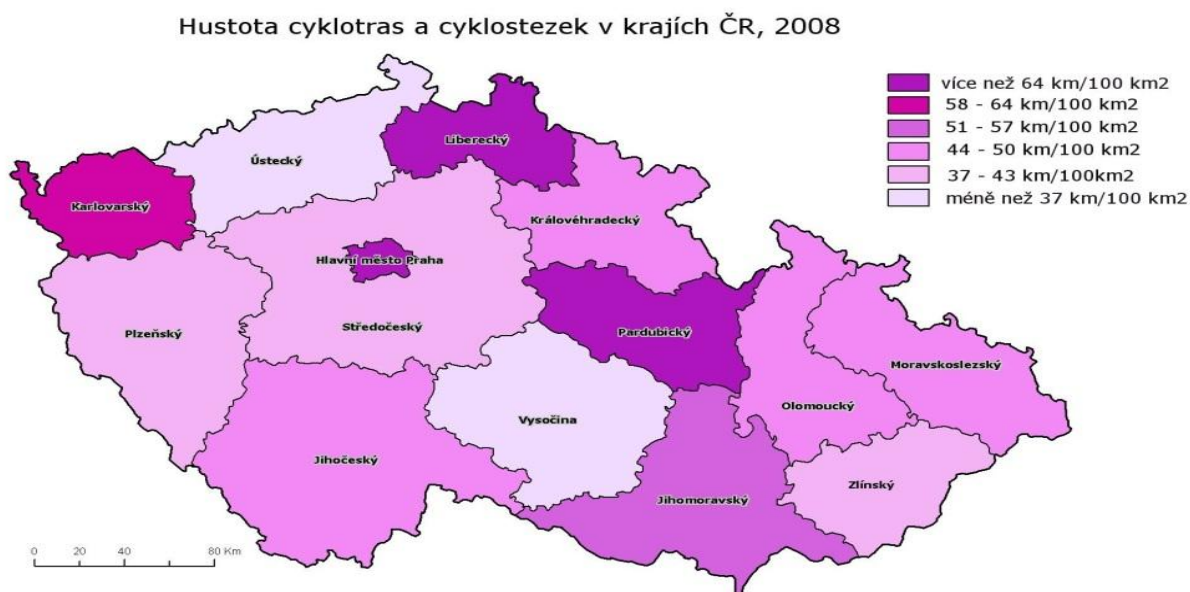 Hustota cyklotras a cyklostezek v krajích ČR, 2008
více než 64 km/100 km2
58 - 64 km/100 km2
51 - 57 km/100 km2
44 - 50 km/100 km2
37 - 43 km/100km2
méně než 37 km/100 km2
Liberecký
Ústecký
Karlovarský
Královéhradecký
Hlavní město Praha
Středočeský
Plzeňský
Pardubický
Moravskoslezský
Olomoucký
Vysočina
Jihočeský
Zlínský
Jihomoravský
0 20 40 80 Km